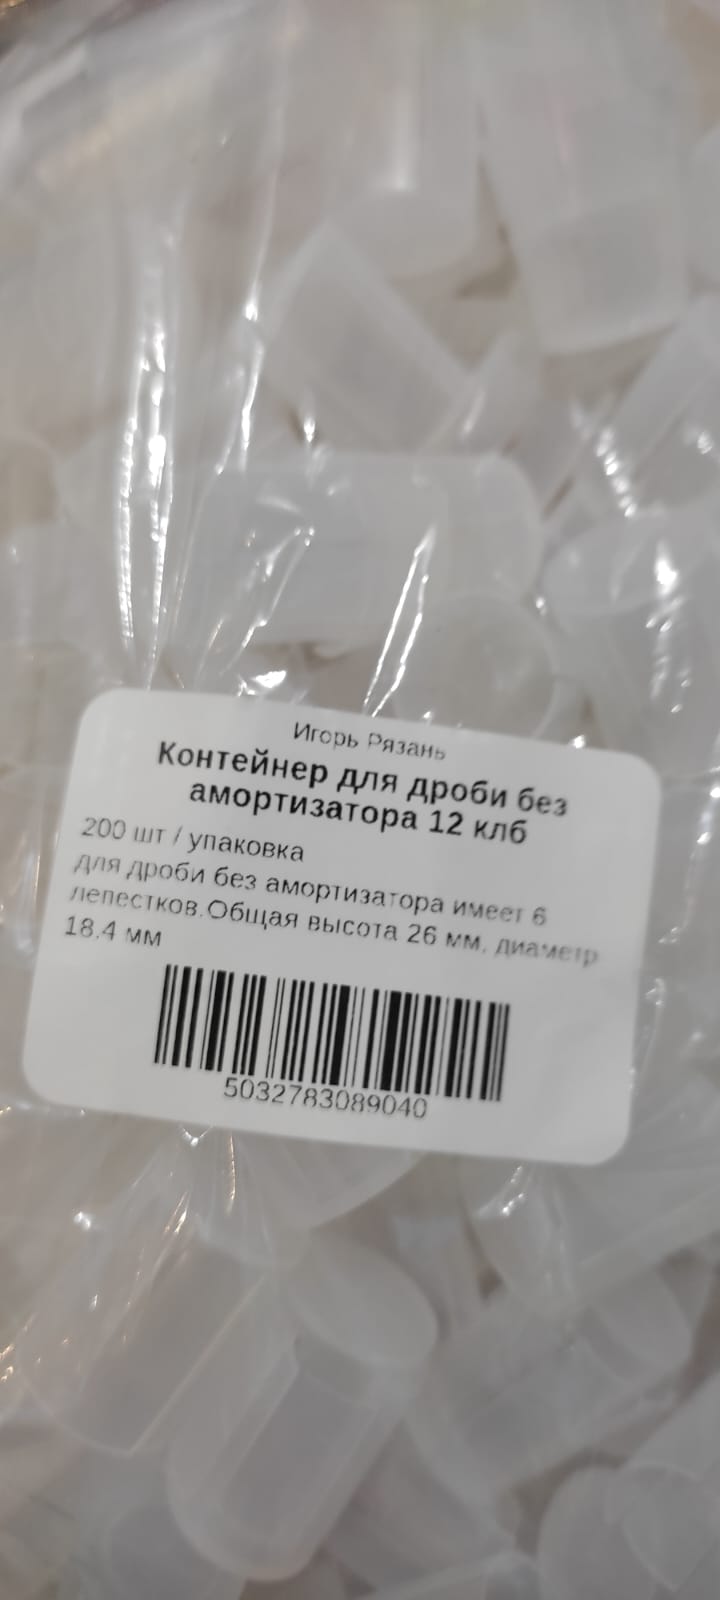 Игорь Рязань
Контейнер для дроби без
амортизатора 12 клб
200 шт / упаковка
для дроби без амортизатора имеет 6
лепестков.Общая высота 26 мм, диаметр
18.4 мм
5032783089040